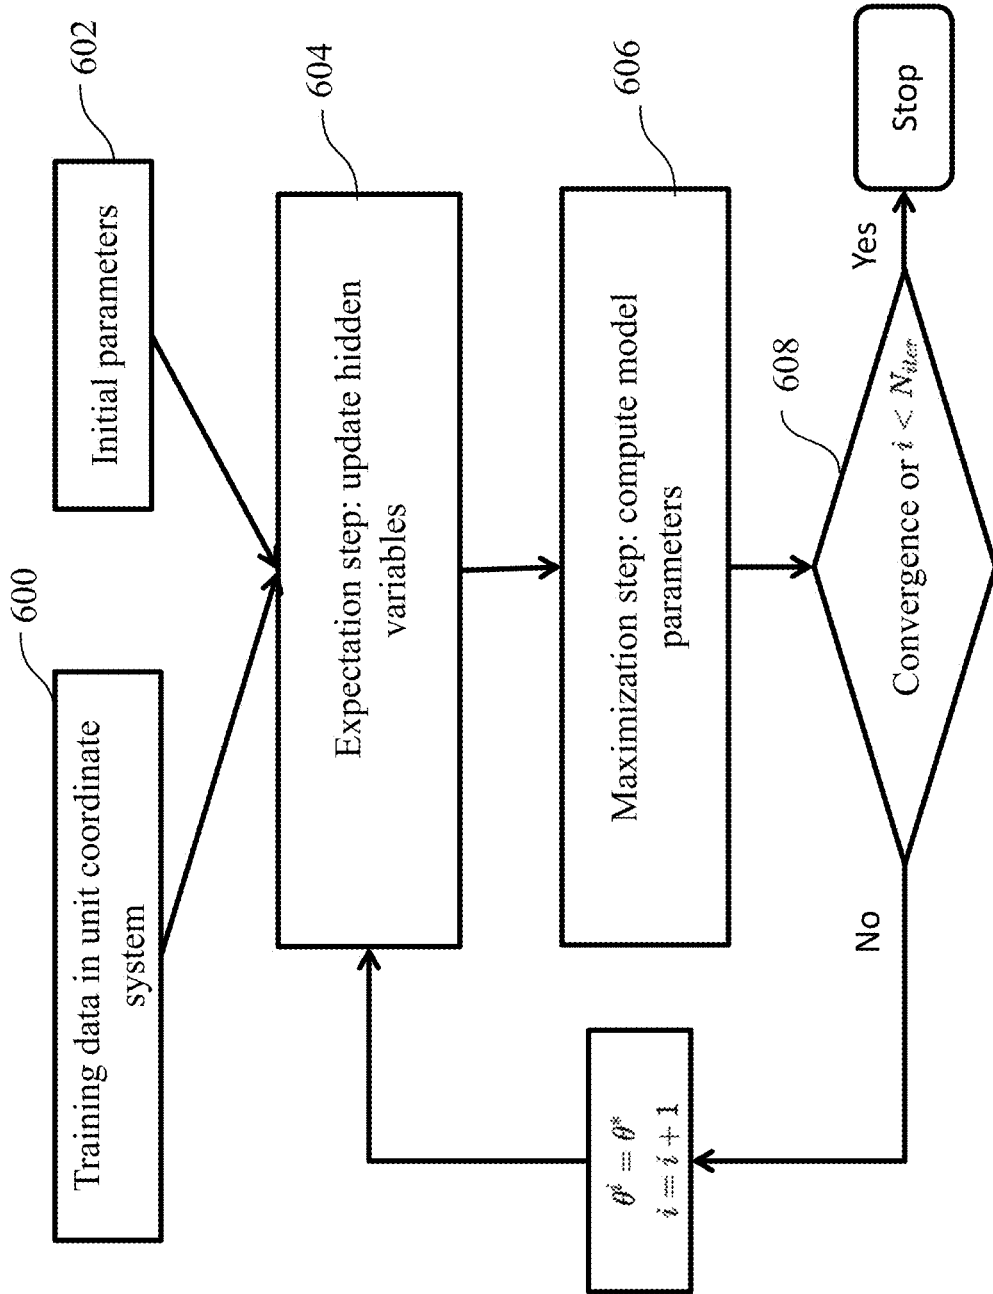 600
Training data in unit coordinate
system
602
Initial parameters
604
Expectation step: update hidden
variables
606
Maximization step: compute model
parameters
608
Convergence or i < N_iter
Yes
Stop
No
θ^i = θ*
i = i + 1